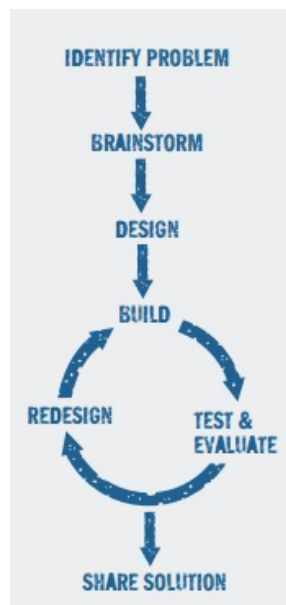 IDENTIFY PROBLEM
BRAINSTORM
DESIGN
BUILD
REDESIGN
TEST &
EVALUATE
SHARE SOLUTION